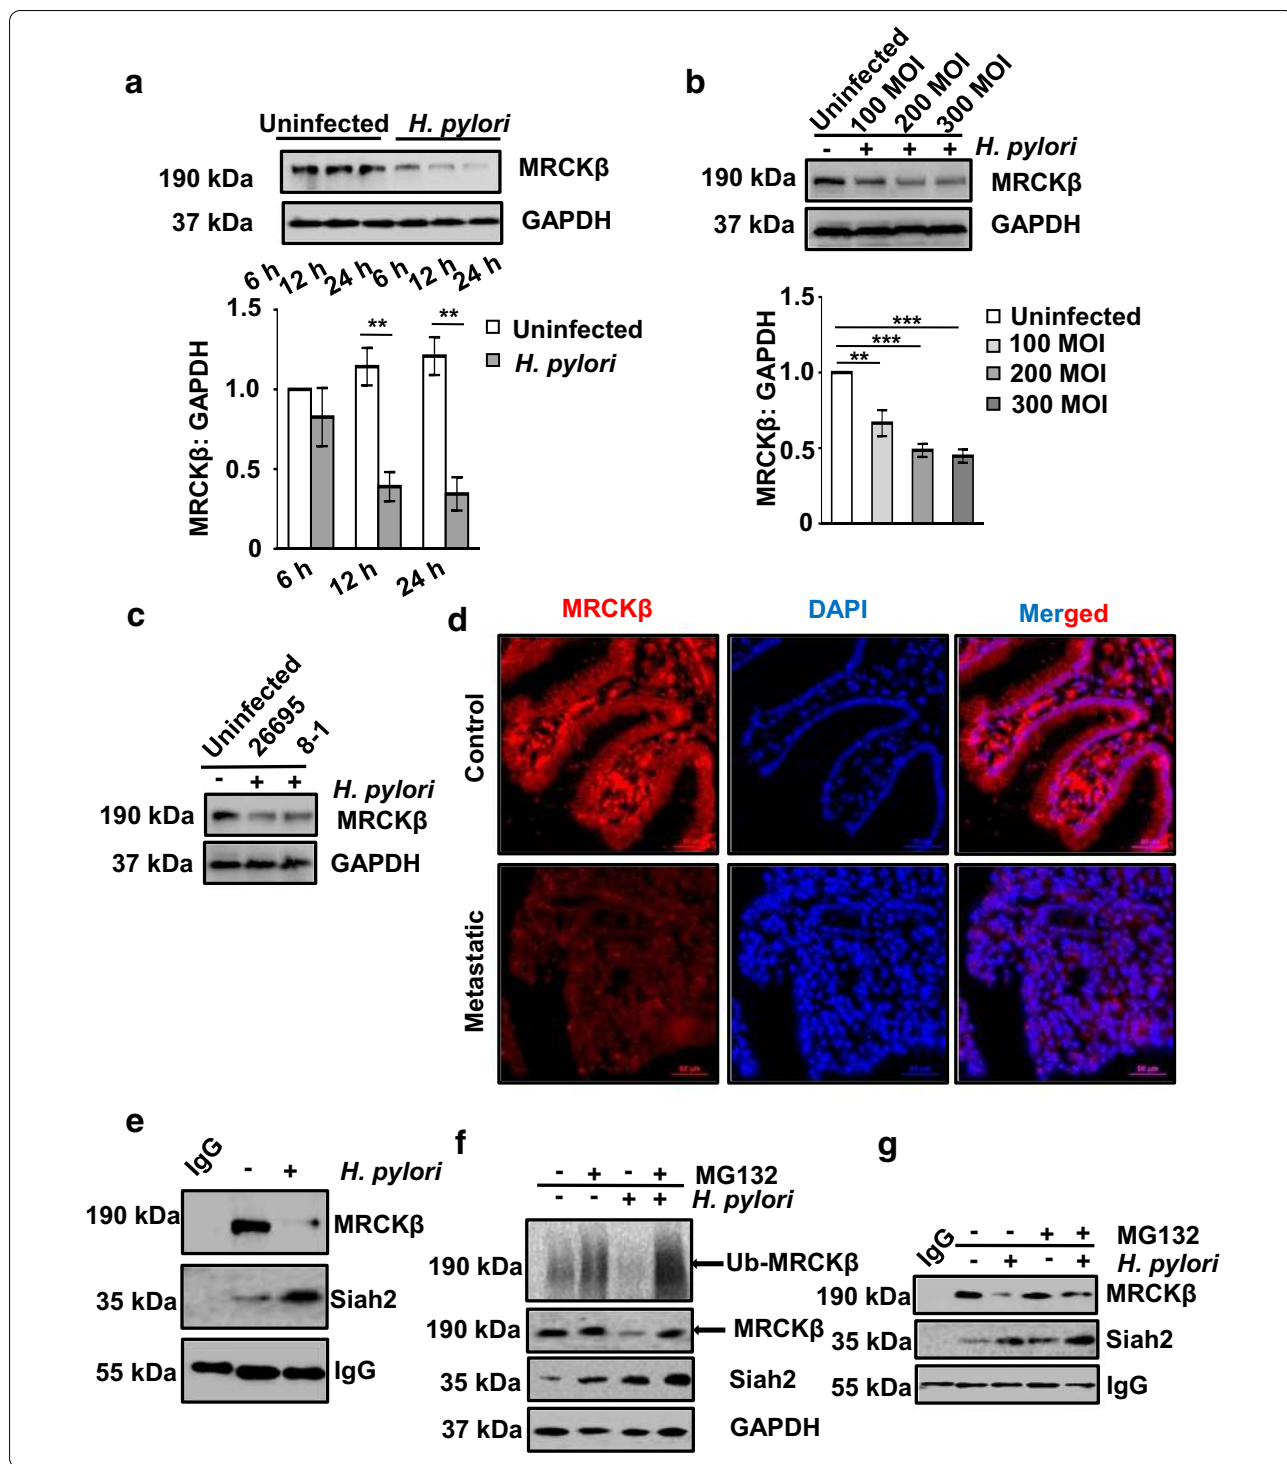 a
Uninfected H. pylori
190 kDa MRCKβ
37 kDa GAPDH
6 h 12 h 24 h 6 h 12 h 24 h
1.5
1.0
0.5
0
MRCKβ: GAPDH
** **
Uninfected
H. pylori
6 h 12 h 24 h
b
Uninfected 100 MOI 200 MOI 300 MOI
- + + + H. pylori
190 kDa MRCKβ
37 kDa GAPDH
1.5
1.0
0.5
0
MRCKβ: GAPDH
***
***
**
Uninfected
100 MOI
200 MOI
300 MOI
c
Uninfected 26695 8-1
- + + H. pylori
190 kDa MRCKβ
37 kDa GAPDH
d
MRCKβ DAPI Merged
Control
Metastatic
e
IgG - + H. pylori
190 kDa MRCKβ
35 kDa Siah2
55 kDa IgG
f
- + - + MG132
- - + + H. pylori
190 kDa Ub-MRCKβ
190 kDa MRCKβ
35 kDa Siah2
37 kDa GAPDH
g
IgG - - + + MG132
- + - + H. pylori
190 kDa MRCKβ
35 kDa Siah2
55 kDa IgG